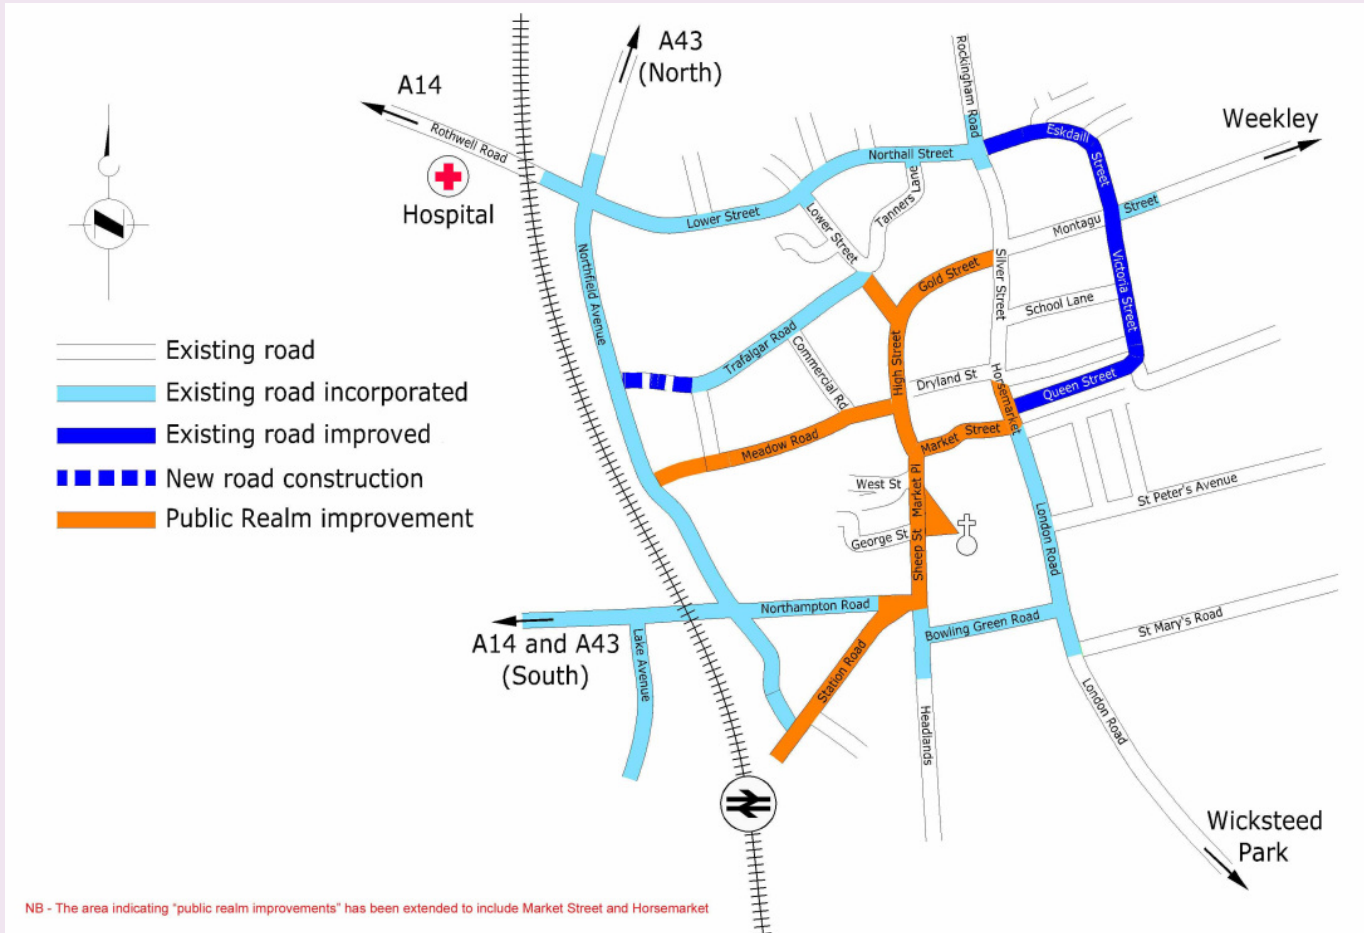 A43
(North)
A14
Rothwell Road
Hospital
Rockingham Road
Weekley
Eskdaill
Street
Northall Street
Tanners Lane
Lower Street
Lower Street
Montagu
Street
Northfield Avenue
Gold Street
Silver Street
School Lane
Victoria Street
Trafalgar Road
Commercial Rd
High Street
Dryland St
Horsemarket
Queen Street
Market Street
Meadow Road
West St
Market Pl
George St
Sheep St
St Peter's Avenue
London Road
Northampton Road
Bowling Green Road
St Mary's Road
A14 and A43
(South)
Lake Avenue
Station Road
Headlands
London Road
Wicksteed
Park
Existing road
Existing road incorporated
Existing road improved
New road construction
Public Realm improvement
NB - The area indicating “public realm improvements” has been extended to include Market Street and Horsemarket